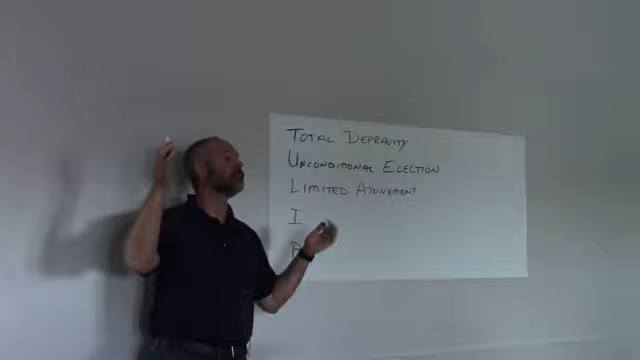 Total Depravity
Unconditional Election
Limited Atonement
I
P